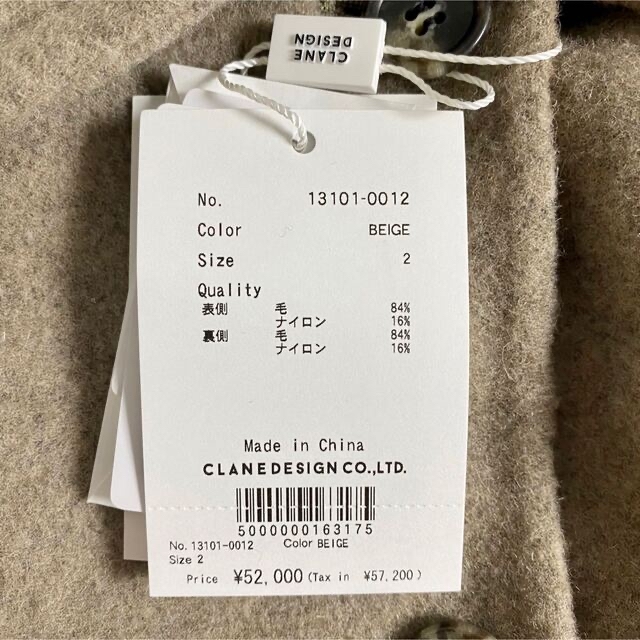 CLANE
DESIGN
No. 13101-0012
Color BEIGE
Size 2
Quality
表側 毛 84%
ナイロン 16%
裏側 毛 84%
ナイロン 16%
Made in China
CLANE DESIGN CO.,LTD.
5000000163175
No. 13101-0012 Color BEIGE
Size 2
Price ¥52,000 (Tax in ¥57,200)